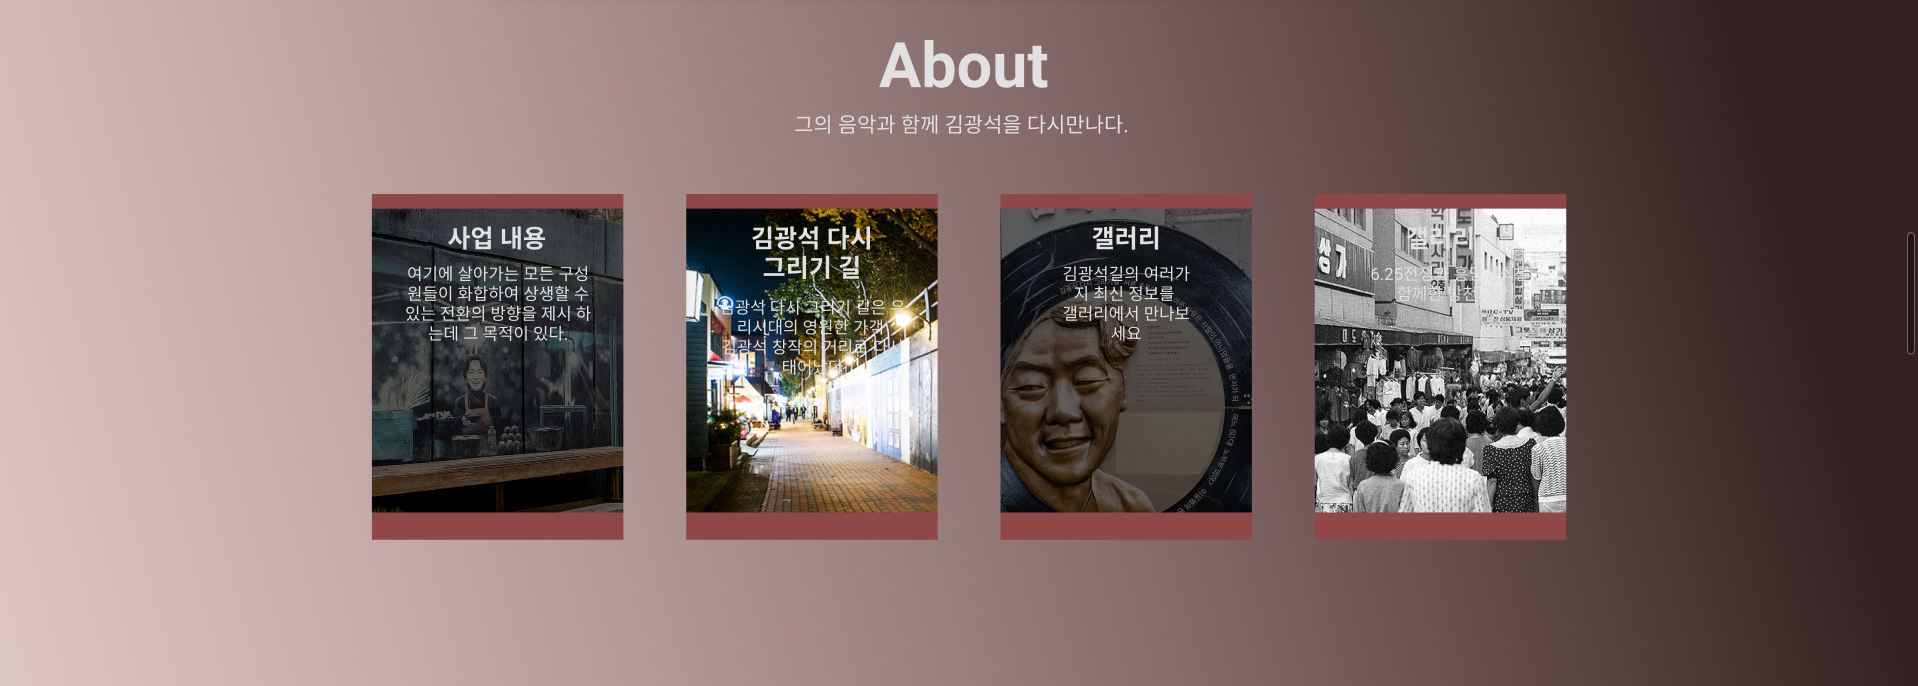 About
그의 음악과 함께 김광석을 다시만나다.
사업 내용
여기에 살아가는 모든 구성
원들이 화합하여 상생할 수
있는 전환의 방향을 제시 하
는데 그 목적이 있다.
김광석 다시
그리기 길
김광석 다시 그리기 같은 우
리시대의 영원한 가객
김광석 창작의 거리로 다시
태어났다
갤러리
김광석길의 여러가
지 최신 정보를
갤러리에서 만나보
세요
갤러리
6.25전쟁
함께한 방천
상가